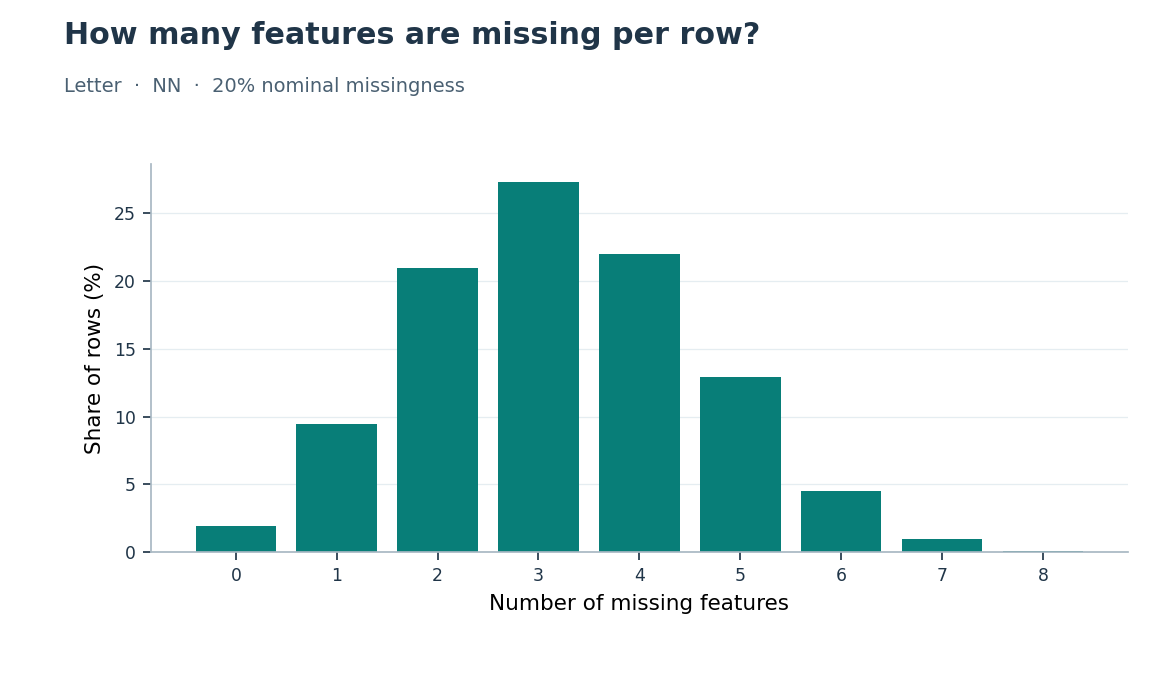 How many features are missing per row?
Letter · NN · 20% nominal missingness
Share of rows (%)
25
20
15
10
5
0
0 1 2 3 4 5 6 7 8
Number of missing features